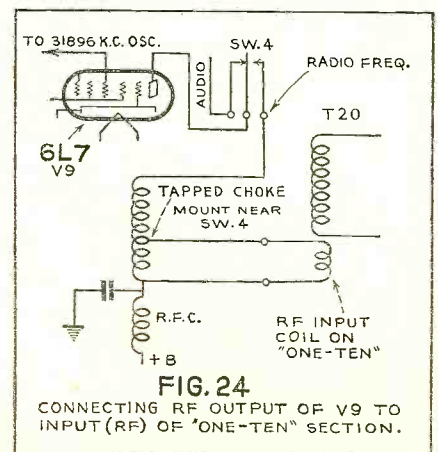 TO 31896 K.C. OSC.
SW.4
AUDIO
RADIO FREQ.
6L7
V9
T20
TAPPED CHOKE
MOUNT NEAR
SW.4
R.F.C.
+B
RF INPUT
COIL ON
"ONE-TEN"
FIG. 24
CONNECTING RF OUTPUT OF V9 TO
INPUT (RF) OF "ONE-TEN" SECTION.